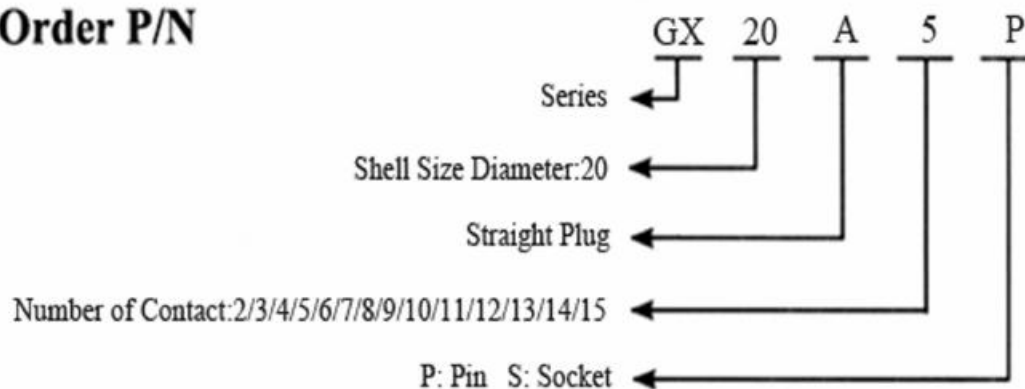 Order P/N
GX 20 A 5 P
Series
Shell Size Diameter:20
Straight Plug
Number of Contact:2/3/4/5/6/7/8/9/10/11/12/13/14/15
P: Pin S: Socket